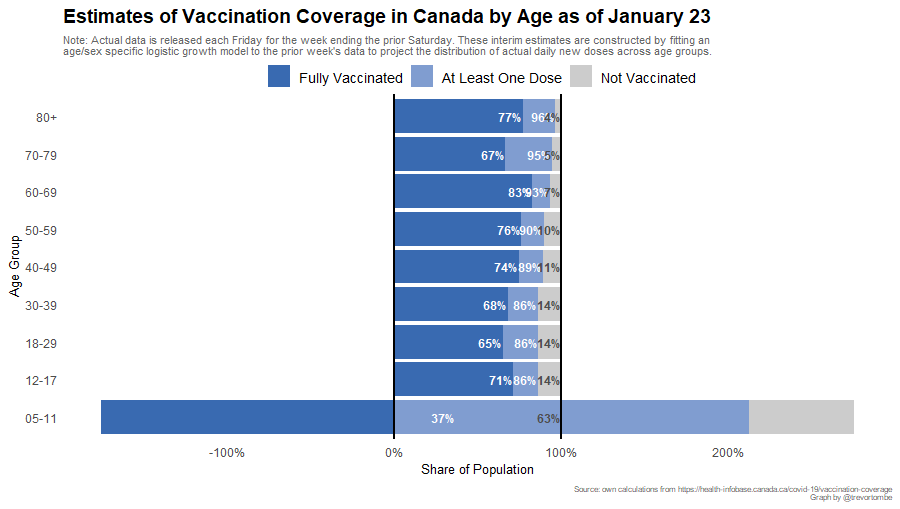 Estimates of Vaccination Coverage in Canada by Age as of January 23
Note: Actual data is released each Friday for the week ending the prior Saturday. These interim estimates are constructed by fitting an
age/sex specific logistic growth model to the prior week's data to project the distribution of actual daily new doses across age groups.
Fully Vaccinated At Least One Dose Not Vaccinated
80+ 77% 96% 4%
70-79 67% 95% 5%
60-69 83% 93% 7%
50-59 76% 90% 10%
40-49 74% 89% 11%
30-39 68% 86% 14%
18-29 65% 86% 14%
12-17 71% 86% 14%
05-11 37% 63%
Age Group
-100% 0% 100% 200%
Share of Population
Source: own calculations from https://health-infobase.canada.ca/covid-19/vaccination-coverage
Graph by @trevortombe